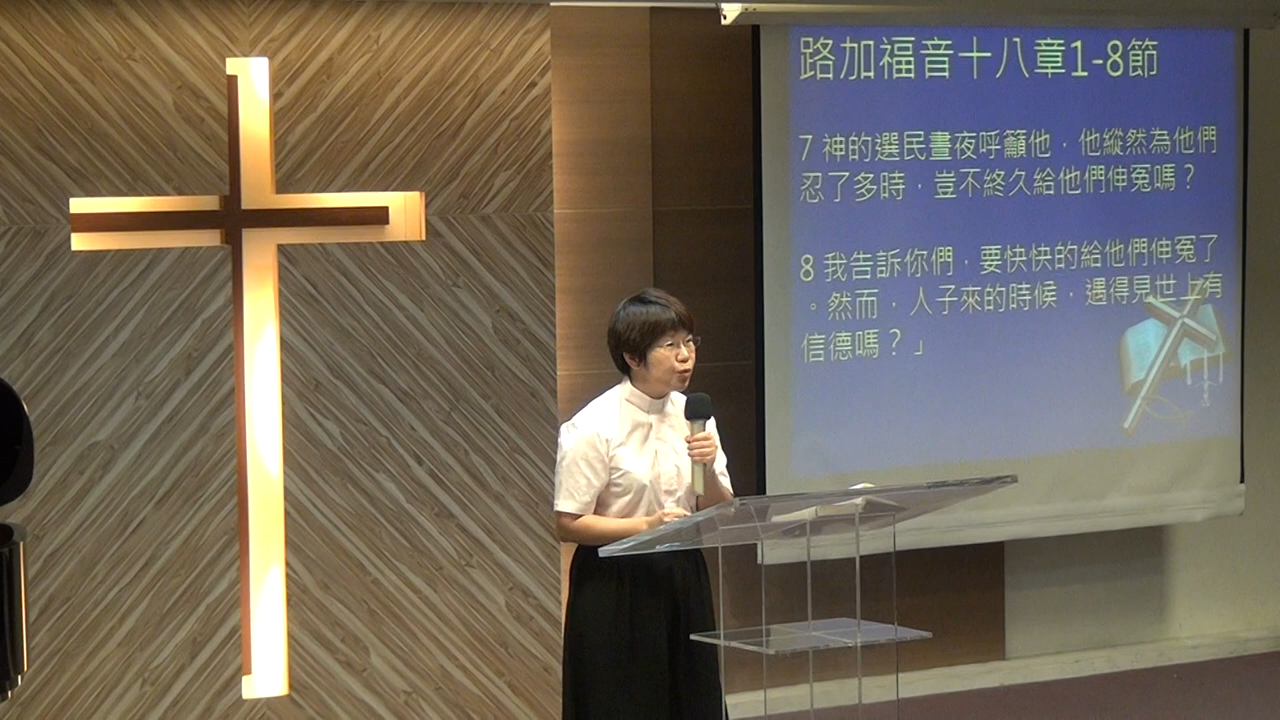 路加福音十八章1-8節
7 神的選民晝夜呼籲他，他縱然為他們
忍了多時，豈不終久給他們伸冤嗎？
8 我告訴你們，要快快的給他們伸冤了
。然而，人子來的時候，遇得見世上有
信德嗎？」